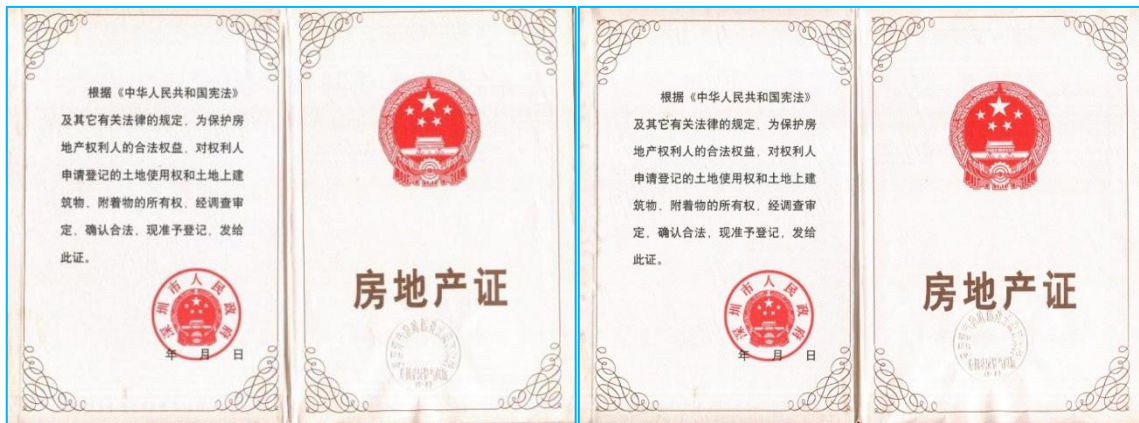 根据《中华人民共和国宪法》
及其它有关法律的规定、为保护房
地产权利人的合法权益、对权利人
申请登记的土地使用权和土地上建
筑物、附着物的所有权、经调查审
定、确认合法、现准予登记、发给
此证。
深圳市人民政府
年 月 日
房地产证
根据《中华人民共和国宪法》
及其它有关法律的规定、为保护房
地产权利人的合法权益、对权利人
申请登记的土地使用权和土地上建
筑物、附着物的所有权、经调查审
定、确认合法、现准予登记、发给
此证。
深圳市人民政府
年 月 日
房地产证